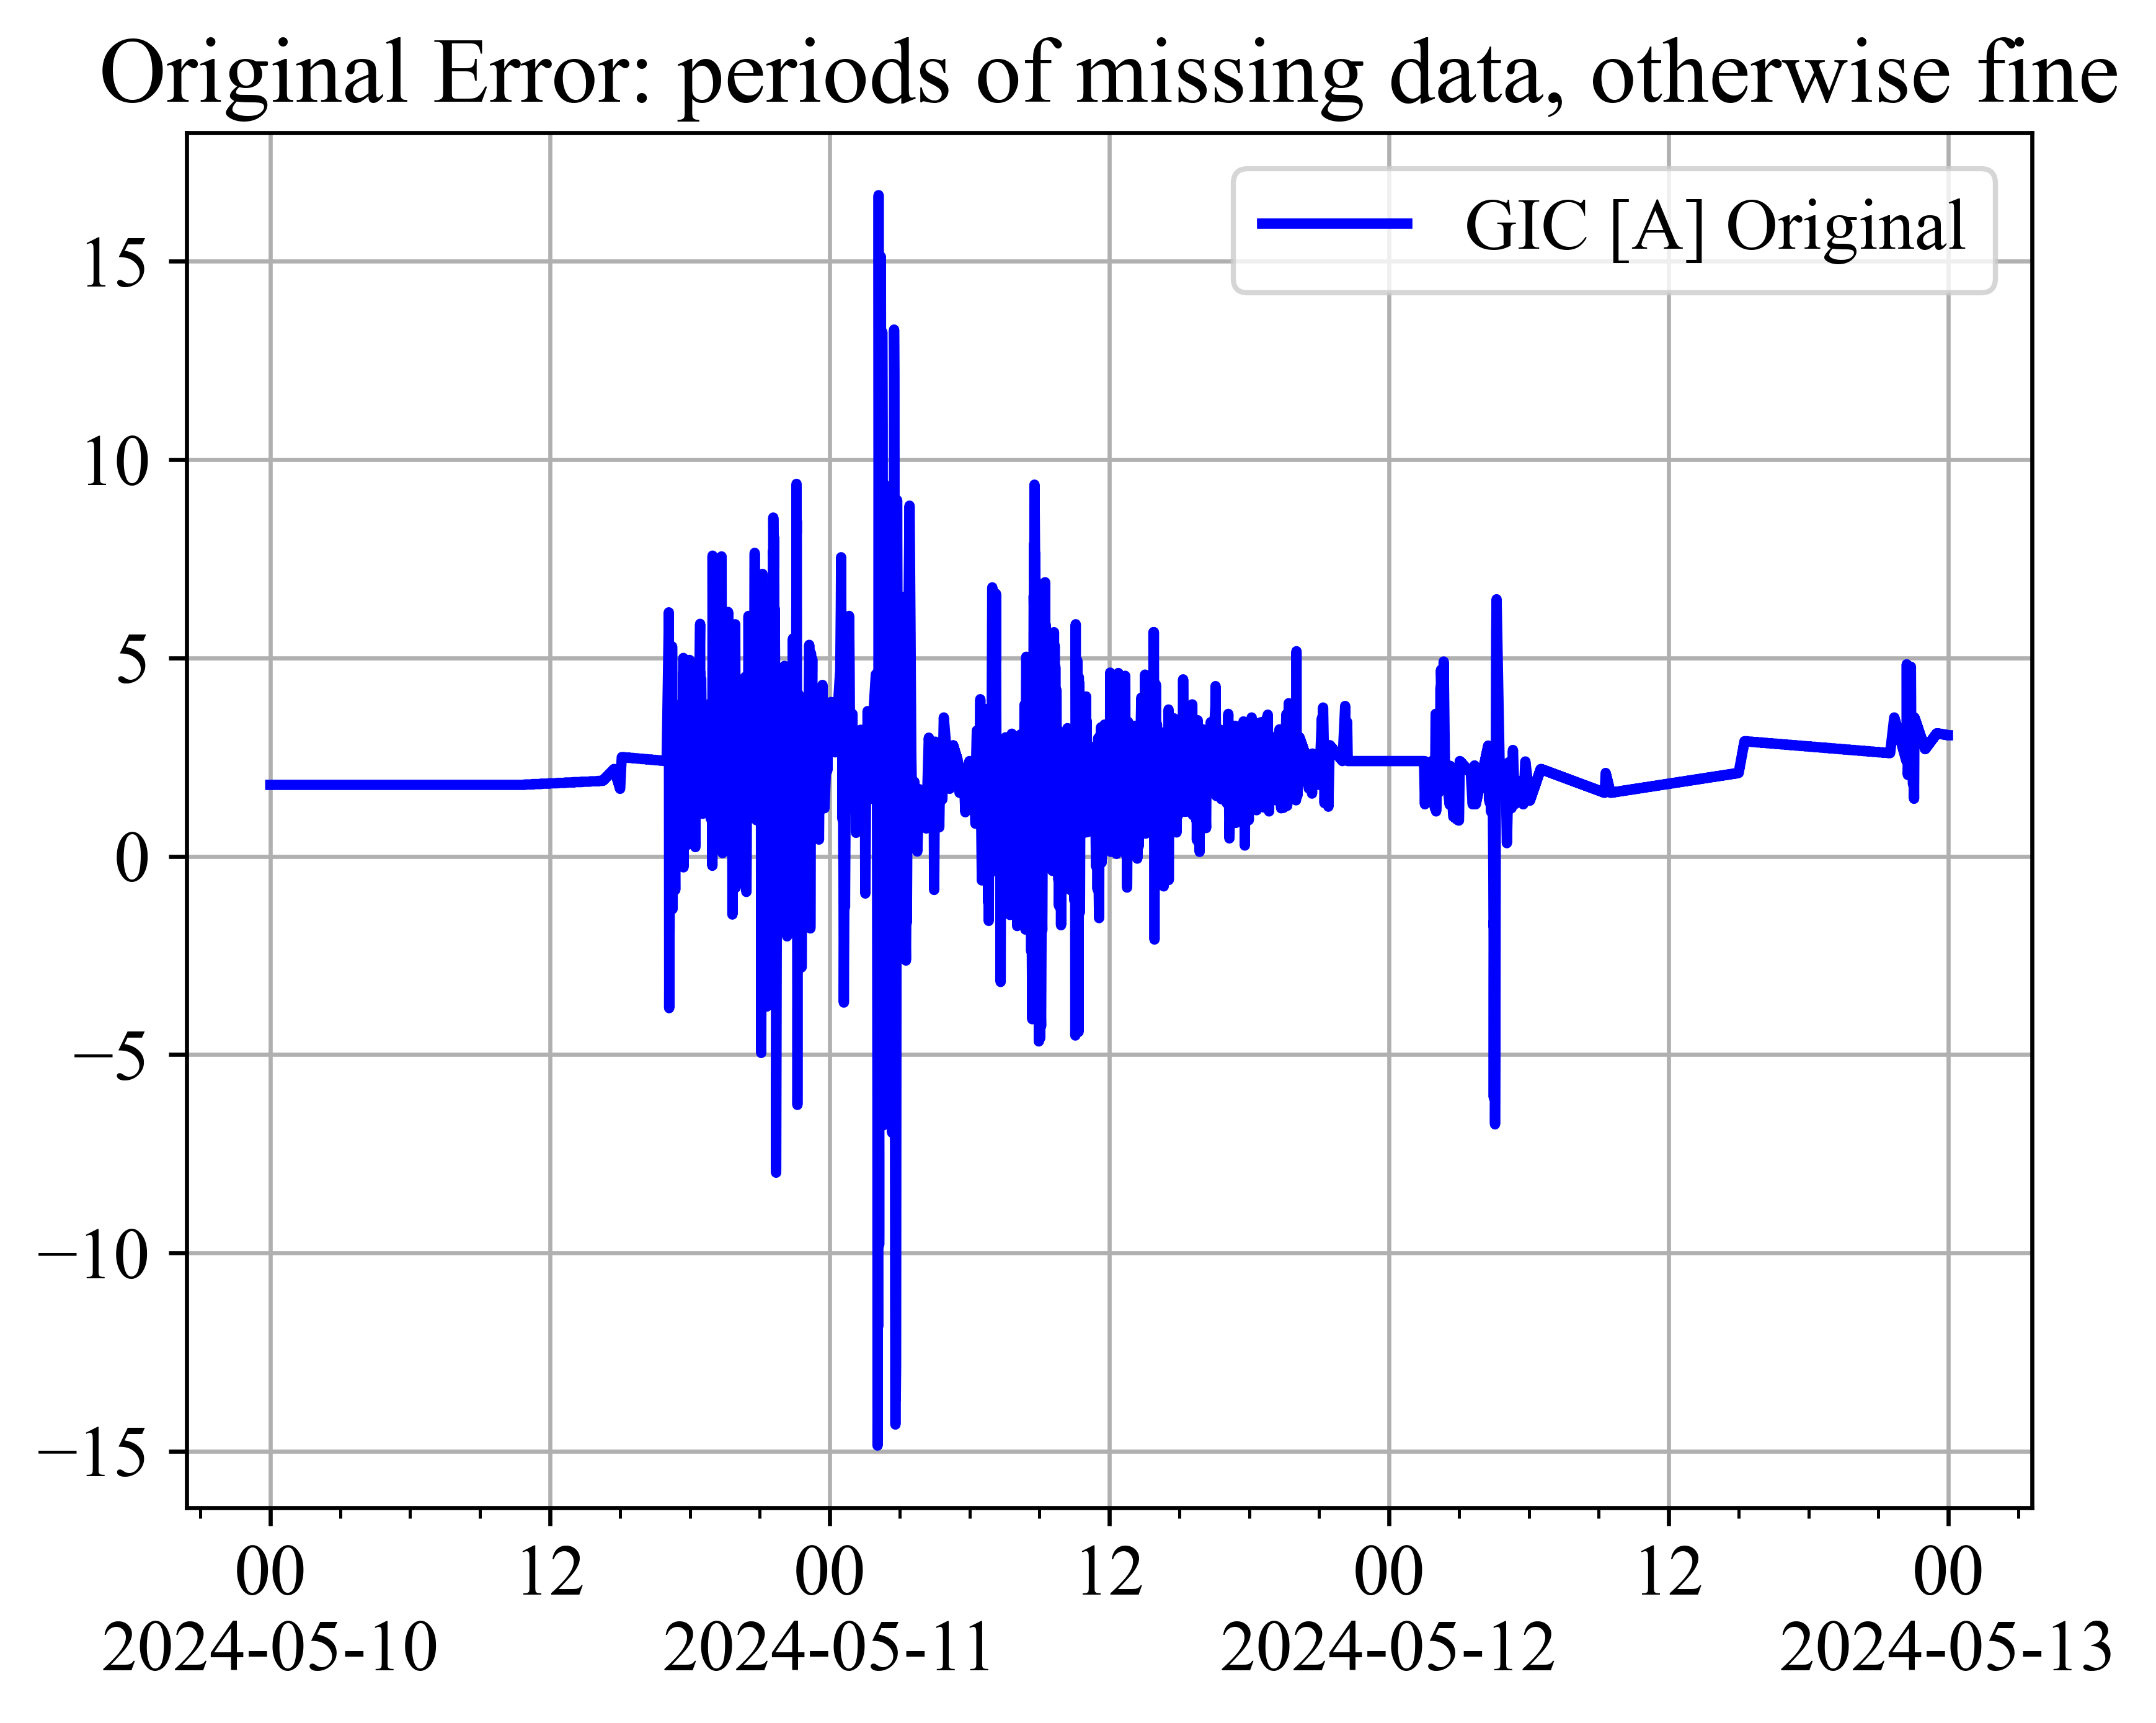 Original Error: periods of missing data, otherwise fine
GIC [A] Original
15
10
5
0
−5
−10
−15
00 12 00 12 00 12 00
2024-05-10 2024-05-11 2024-05-12 2024-05-13